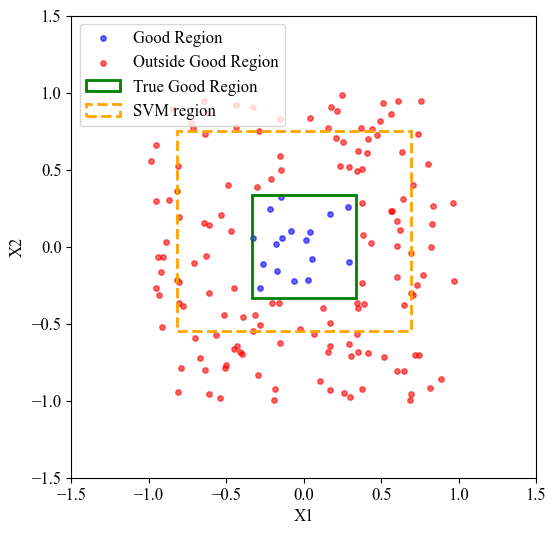 1.5
1.0
0.5
0.0
−0.5
−1.0
−1.5
X2
Good Region
Outside Good Region
True Good Region
SVM region
−1.5 −1.0 −0.5 0.0 0.5 1.0 1.5
X1